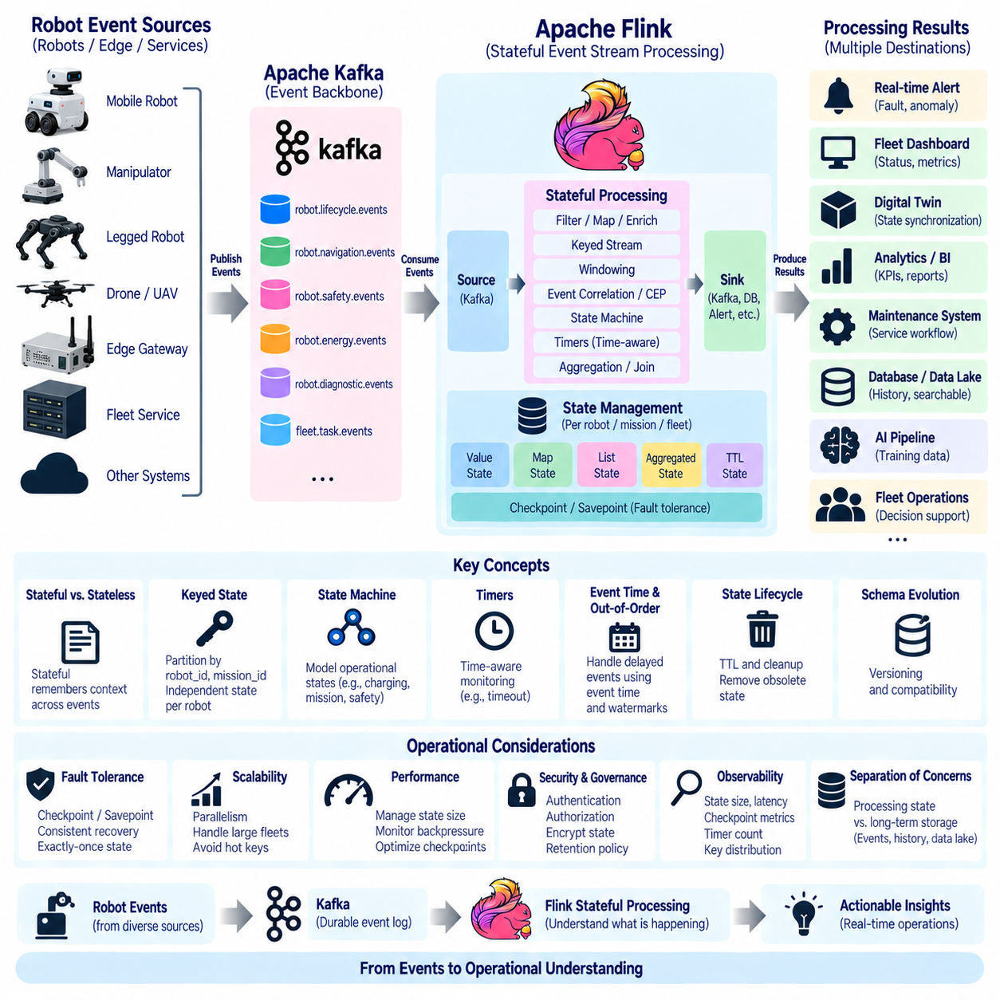 Robot Event Sources
(Robots / Edge / Services)
Mobile Robot
Manipulator
Legged Robot
Drone / UAV
Edge Gateway
Fleet Service
Other Systems
Publish
Events
Apache Kafka
(Event Backbone)
kafka
robot.lifecycle.events
robot.navigation.events
robot.safety.events
robot.energy.events
robot.diagnostic.events
fleet.task.events
...
Consume
Events
Apache Flink
(Stateful Event Stream Processing)
Source
(Kafka)
Stateful Processing
Filter / Map / Enrich
Keyed Stream
Windowing
Event Correlation / CEP
State Machine
Timers (Time-aware)
Aggregation / Join
Sink
(Kafka, DB,
Alert, etc.)
State Management
(Per robot / mission / fleet)
Value
State
Map
State
List
State
Aggregated
State
TTL
State
Checkpoint / Savepoint (Fault tolerance)
Produce
Results
Processing Results
(Multiple Destinations)
Real-time Alert
(Fault, anomaly)
Fleet Dashboard
(Status, metrics)
Digital Twin
(State synchronization)
Analytics / BI
(KPIs, reports)
Maintenance System
(Service workflow)
Database / Data Lake
(History, searchable)
AI Pipeline
(Training data)
Fleet Operations
(Decision support)
...
Key Concepts
Stateful vs. Stateless
Stateful
remembers context
across events
Keyed State
Partition by
robot_id, mission_id
Independent state
per robot
State Machine
Model operational
states (e.g., charging,
mission, safety)
Timers
Time-aware
monitoring
(e.g., timeout)
Event Time &
Out-of-Order
Handle delayed
events using
event time
and watermarks
State Lifecycle
TTL and cleanup
Remove obsolete
state
Schema Evolution
Versioning
and compatibility
Operational Considerations
Fault Tolerance
Checkpoint / Savepoint
Consistent recovery
Exactly-once state
Scalability
Parallelism
Handle large fleets
Avoid hot keys
Performance
Manage state size
Monitor backpressure
Optimize checkpoints
Security & Governance
Authentication
Authorization
Encrypt state
Retention policy
Observability
State size, latency
Checkpoint metrics
Timer count
Key distribution
Separation of Concerns
Processing state
vs. long-term storage
(Events, history, data lake)
Robot Events
(from diverse sources)
Kafka
(Durable event log)
Flink Stateful Processing
(Understand what is happening)
Actionable Insights
(Real-time operations)
From Events to Operational Understanding